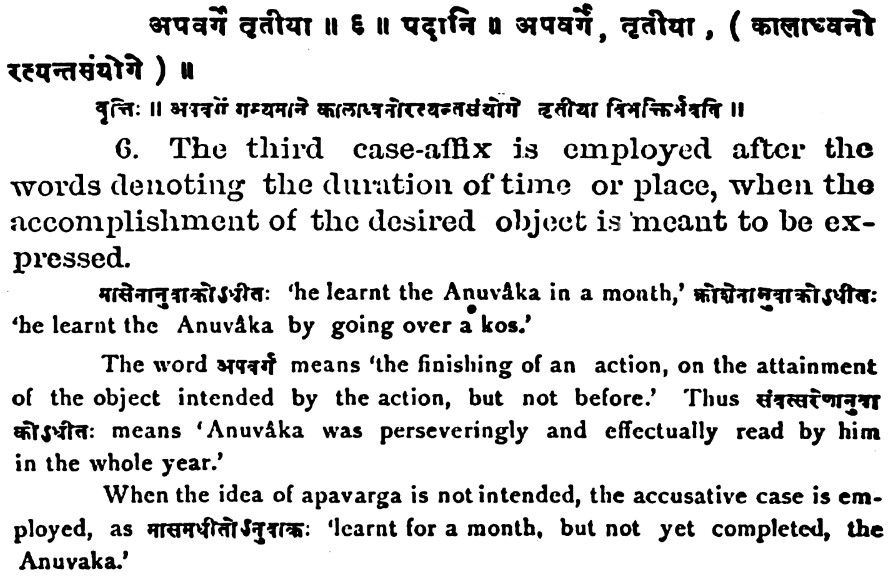 अपवर्गे तृतीया ॥ ६ ॥ पदानि ॥ अपवर्गे, तृतीया, ( कालाध्वनो
रत्यन्तसंयोगे ) ॥
वृत्तिः ॥ अपवर्गे गम्यमाने कालाध्वनोरत्यन्तसंयोगे तृतीया विभक्तिर्भवति ॥
6. The third case-affix is employed after the
words denoting the duration of time or place, when the
accomplishment of the desired object is meant to be ex-
pressed.
मासेनानुवाकोऽधीतः 'he learnt the Anuvâka in a month,' क्रोशेनानुवाकोऽधीतः
'he learnt the Anuvâka by going over a kos.'
The word अपवर्ग means 'the finishing of an action, on the attainment
of the object intended by the action, but not before.' Thus संवत्सरेणानुवा
कोऽधीतः means 'Anuvâka was perseveringly and effectually read by him
in the whole year.'
When the idea of apavarga is not intended, the accusative case is em-
ployed, as मासमधीतोऽनुवाकः 'learnt for a month, but not yet completed, the
Anuvaka.'